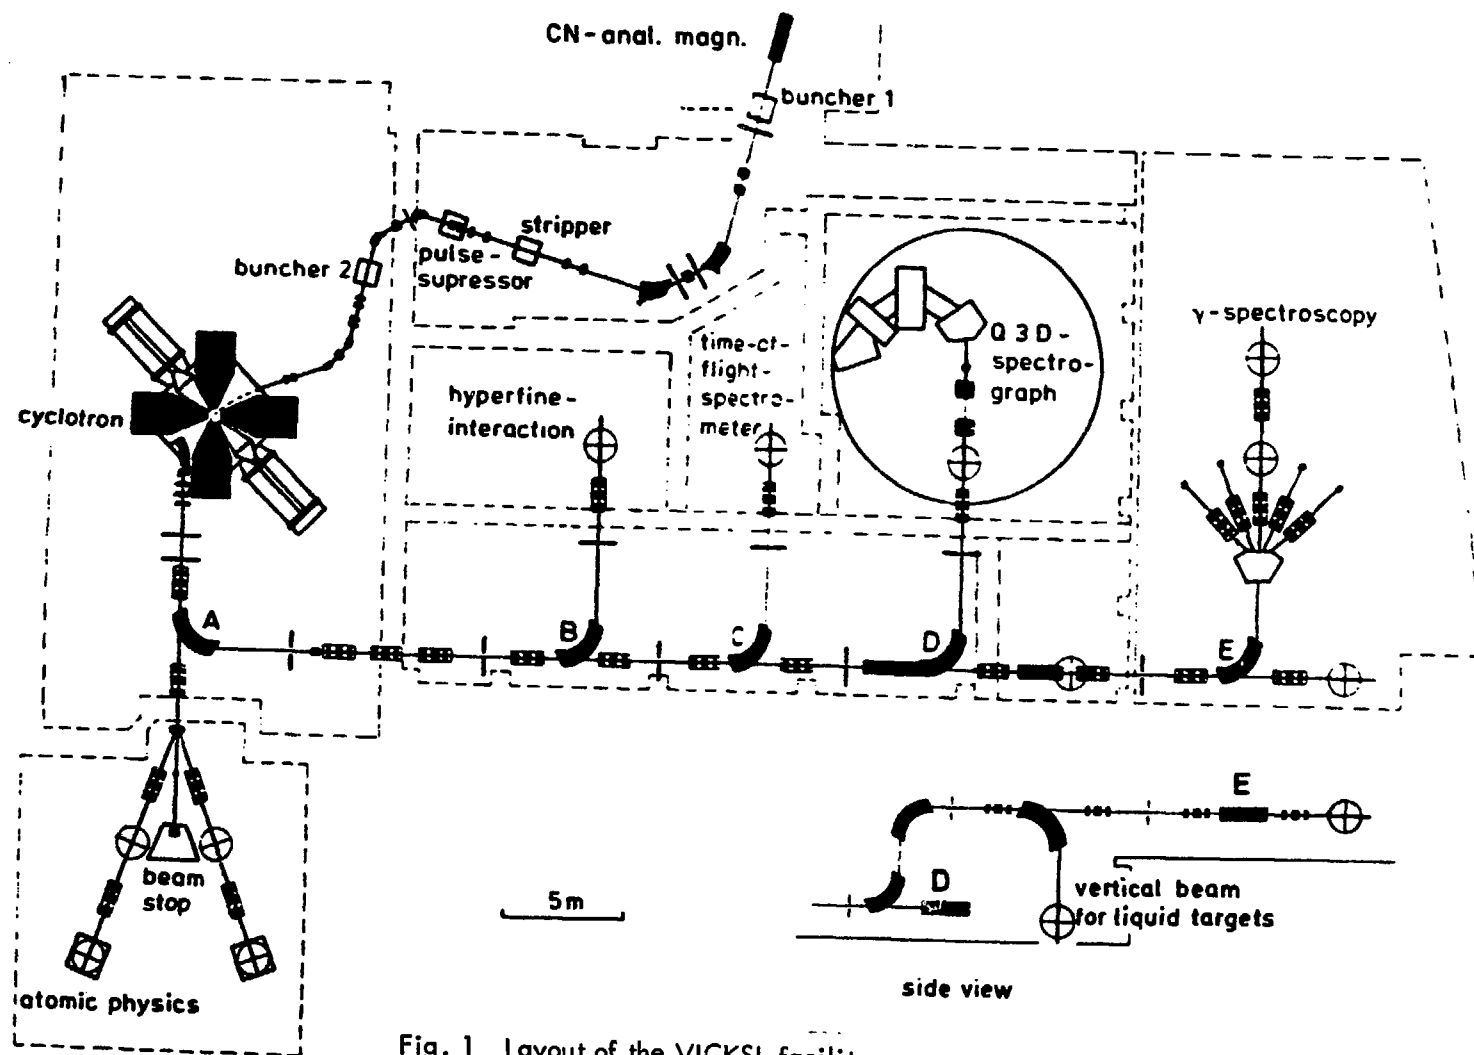 CN-anal. magn.
buncher 1
stripper
pulse-
supressor
buncher 2
cyclotron
hyperfine-
interaction
time-of-
flight-
spectro-
meter
Q3D-
spectro-
graph
γ-spectroscopy
A
B
C
D
E
beam
stop
atomic physics
5m
E
D
vertical beam
for liquid targets
side view
Fig. 1 Layout of the VICKSI